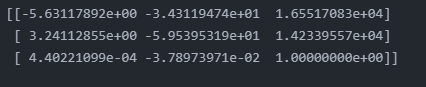 [[-5.63117892e+00 -3.43119474e+01  1.65517083e+04]
 [ 3.24112855e+00 -5.95395319e+01  1.42339557e+04]
 [ 4.40221099e-04 -3.78973971e-02  1.00000000e+00]]